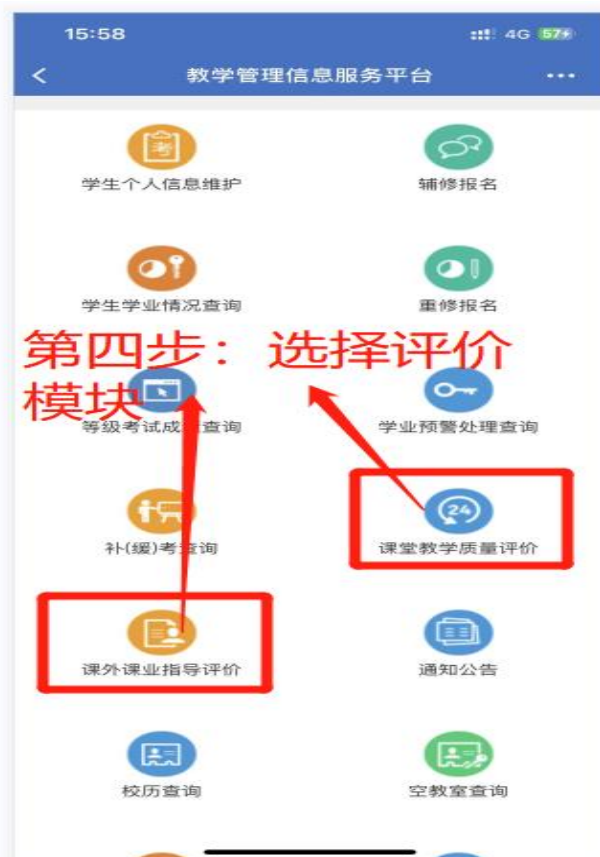 15:58
4G 57
教学管理信息服务平台
学生个人信息维护
辅修报名
学生学业情况查询
重修报名
第四步：选择评价
模块
等级考试成 查询
学业预警处理查询
24
补(缓)考查询
课堂教学质量评价
课外课业指导评价
通知公告
校历查询
空教室查询